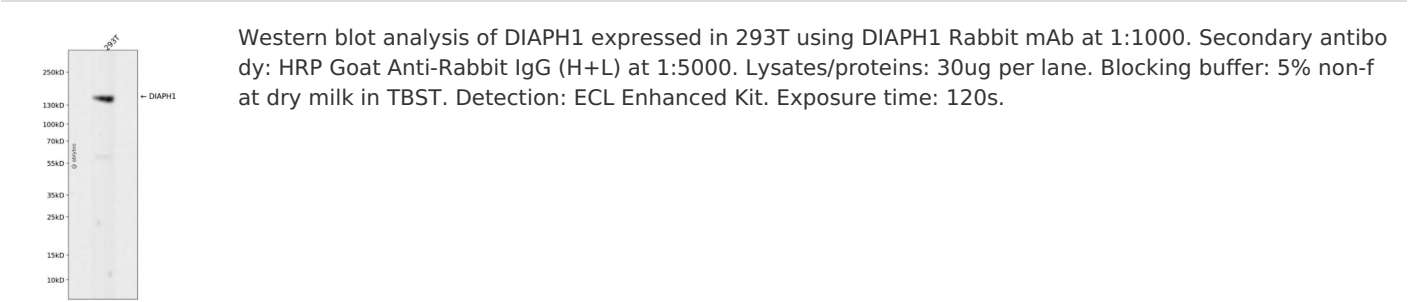 293T
250kD
130kD
100kD
70kD
55kD
35kD
25kD
15kD
10kD
← DIAPH1
Western blot analysis of DIAPH1 expressed in 293T using DIAPH1 Rabbit mAb at 1:1000. Secondary antibo
dy: HRP Goat Anti-Rabbit IgG (H+L) at 1:5000. Lysates/proteins: 30ug per lane. Blocking buffer: 5% non-f
at dry milk in TBST. Detection: ECL Enhanced Kit. Exposure time: 120s.